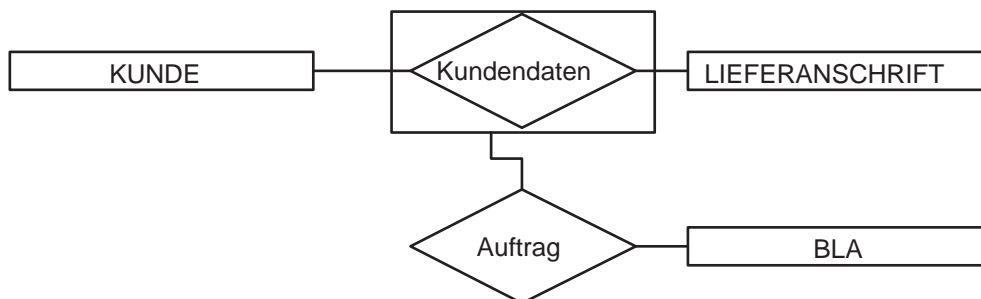 KUNDE
Kundendaten
LIEFERANSCHRIFT
Auftrag
BLA